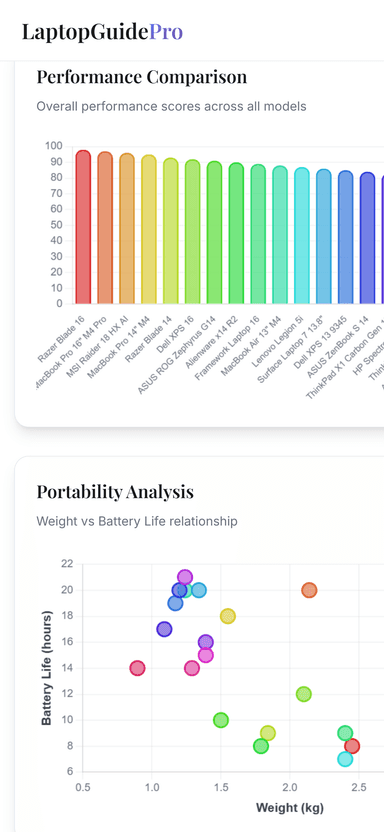 LaptopGuidePro
Performance Comparison
Overall performance scores across all models
100
90
80
70
60
50
40
30
20
10
0
Razer Blade 16
MacBook Pro 16" M4 Pro
MSI Raider 18 HX AI
MacBook Pro 14" M4
Razer Blade 14
Dell XPS 16
ASUS ROG Zephyrus G14
Alienware x14 R2
Framework Laptop 16
MacBook Air 13" M4
Lenovo Legion 5i
Surface Laptop 7 13.8"
Dell XPS 13 9345
ASUS ZenBook S 14
ThinkPad X1 Carbon Gen 1
HP Spectr
Think
Portability Analysis
Weight vs Battery Life relationship
Battery Life (hours)
22
20
18
16
14
12
10
8
6
0.5 1.0 1.5 2.0 2.5
Weight (kg)